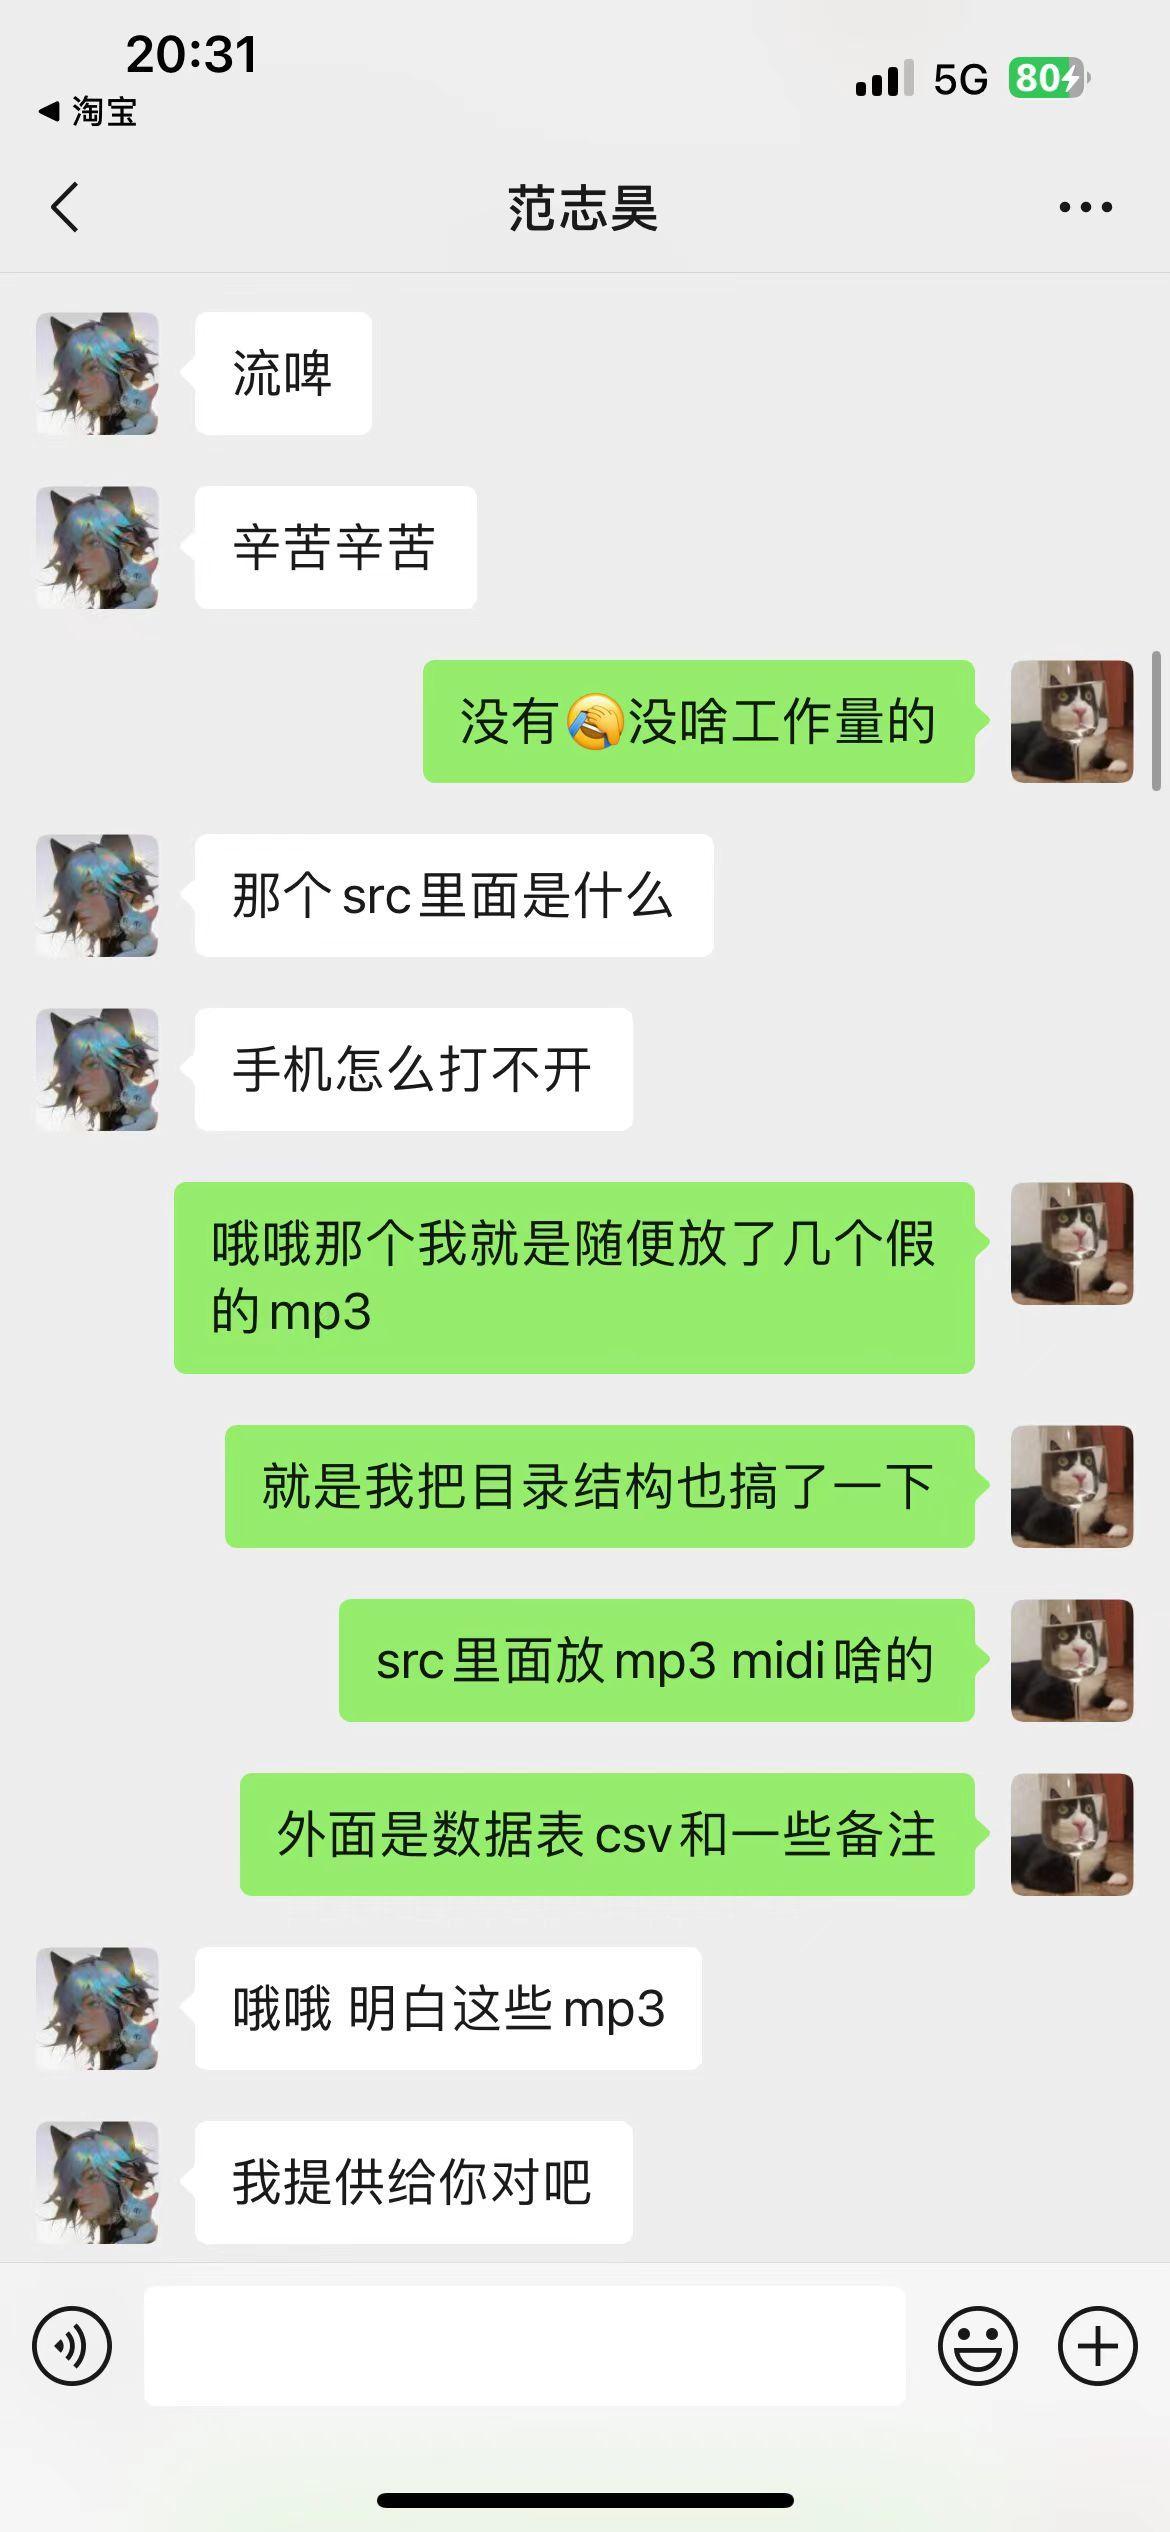 20:31
5G
80
淘宝
范志昊
流啤
辛苦辛苦
没有🤦没啥工作量的
那个src里面是什么
手机怎么打不开
哦哦那个我就是随便放了几个假
的mp3
就是我把目录结构也搞了一下
src里面放mp3 midi啥的
外面是数据表csv和一些备注
哦哦 明白这些mp3
我提供给你对吧